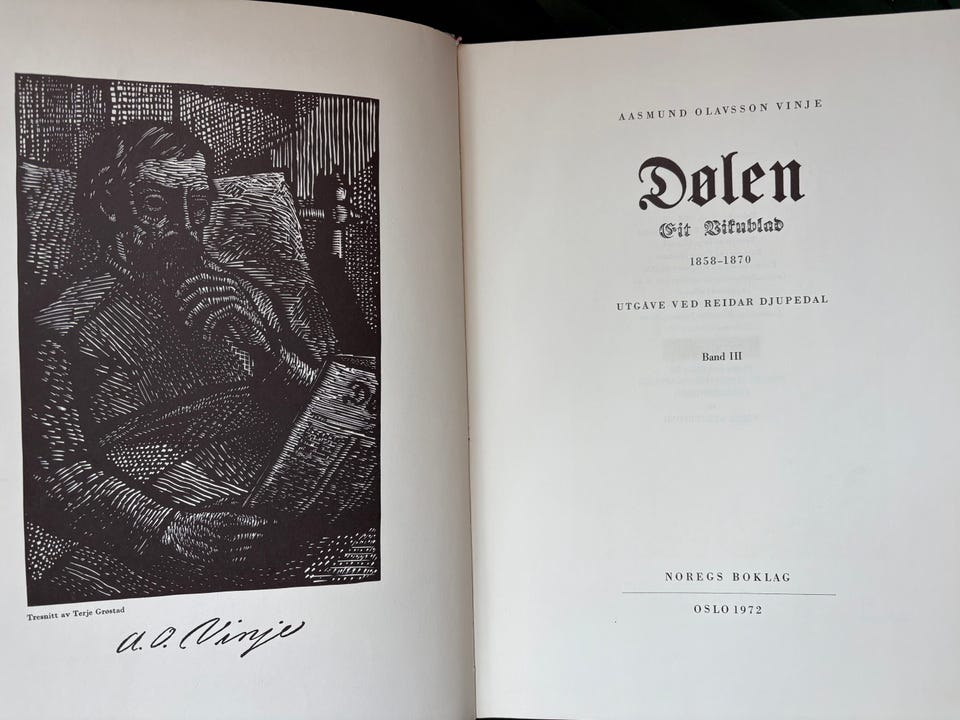 Tresnitt av Terje Grøstad
A. O. Vinje
AASMUND OLAVSSON VINJE
Dølen
Eit Vikublad
1858–1870
UTGÅVE VED REIDAR DJUPEDAL
Band III
NOREGS BOKLAG
OSLO 1972